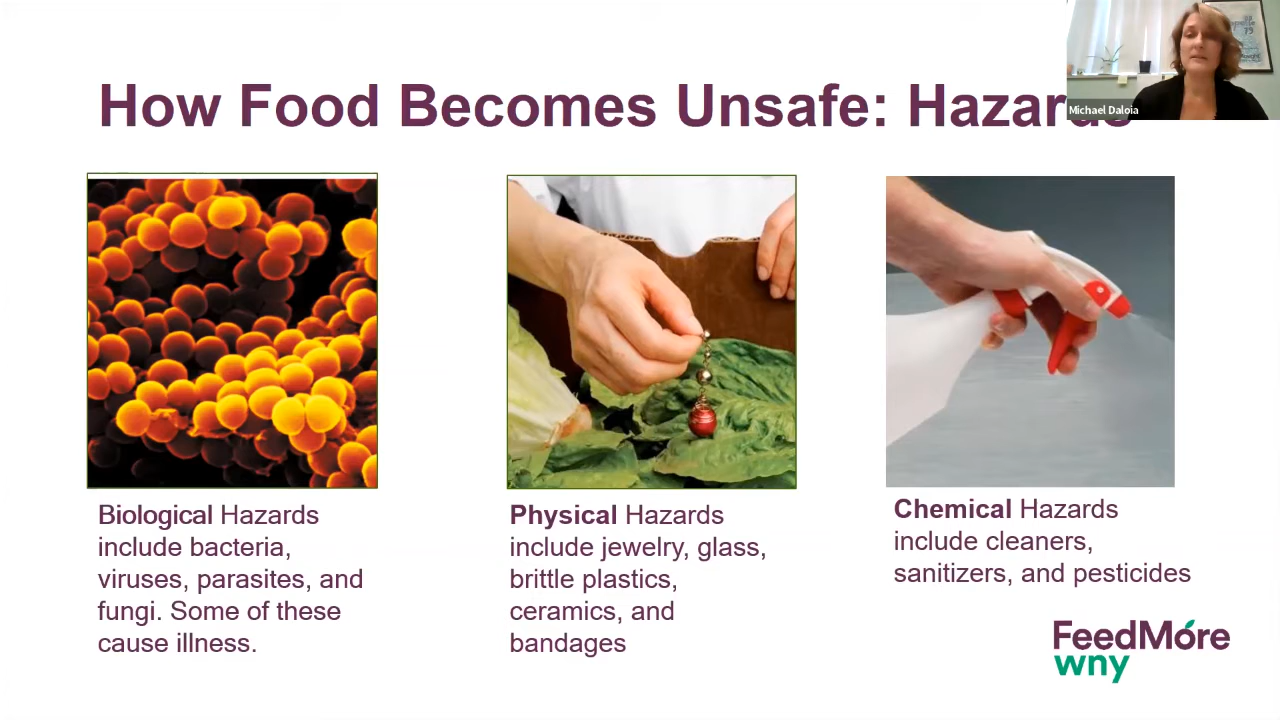 How Food Becomes Unsafe: Hazards
Michael Daloia
Biological Hazards
include bacteria,
viruses, parasites, and
fungi. Some of these
cause illness.
Physical Hazards
include jewelry, glass,
brittle plastics,
ceramics, and
bandages
Chemical Hazards
include cleaners,
sanitizers, and pesticides
FeedMore
wny